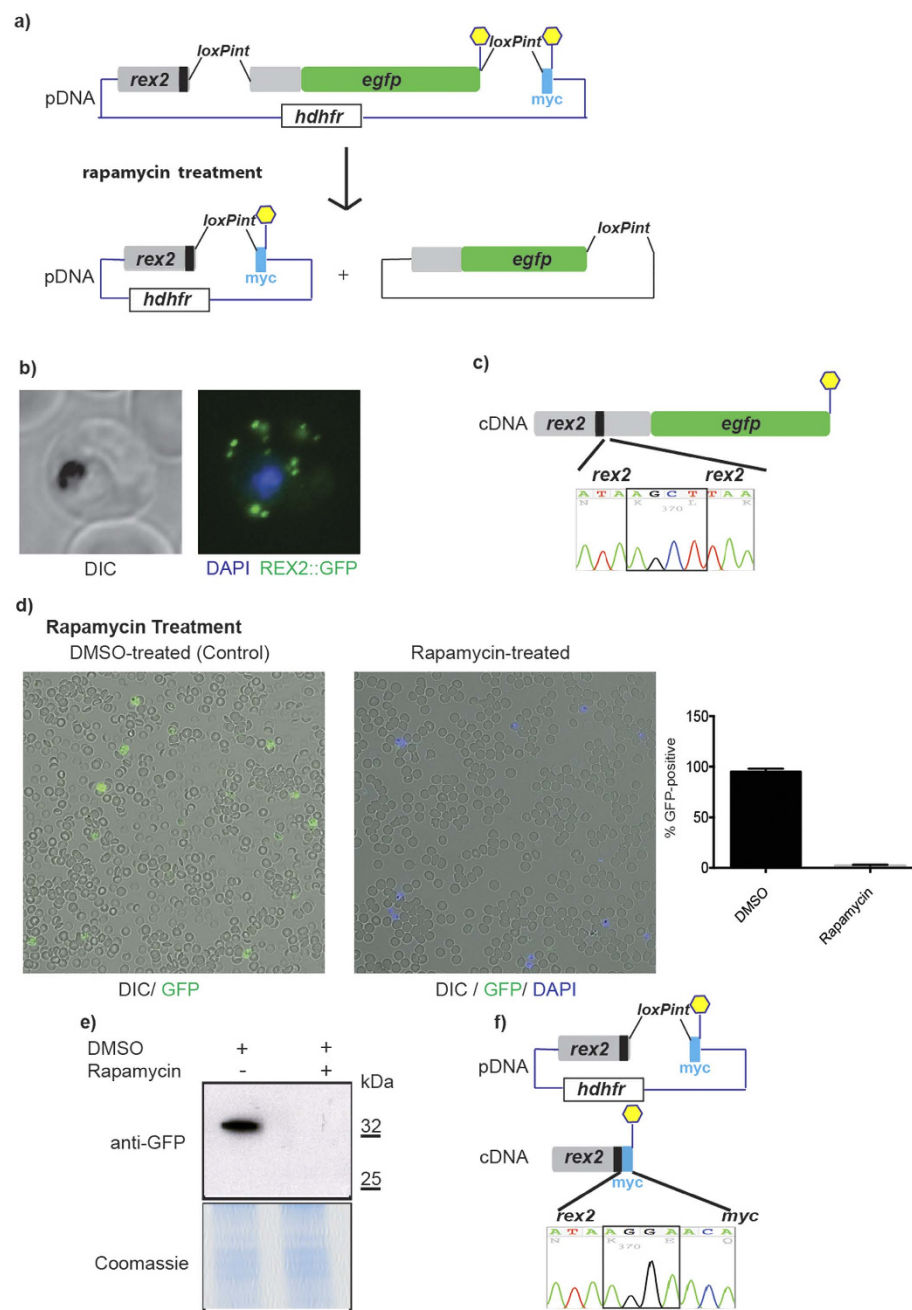 a)
loxPint loxPint
rex2 egfp
pDNA myc
hdhfr
rapamycin treatment
loxPint loxPint
rex2 egfp
pDNA myc +
hdhfr
b)
DIC DAPI REX2::GFP
c)
cDNA rex2 egfp
rex2 rex2
A T A A G C T T A A
N K L K
370
d)
Rapamycin Treatment
DMSO-treated (Control) Rapamycin-treated
DIC/ GFP DIC / GFP/ DAPI
% GFP-positive
150
100
50
0
DMSO Rapamycin
e)
DMSO + +
Rapamycin - +
kDa
anti-GFP
32
25
Coomassie
f)
loxPint
rex2
pDNA myc
hdhfr
cDNA rex2
myc
rex2 myc
A T A A G G A A C A
N K E Q
370